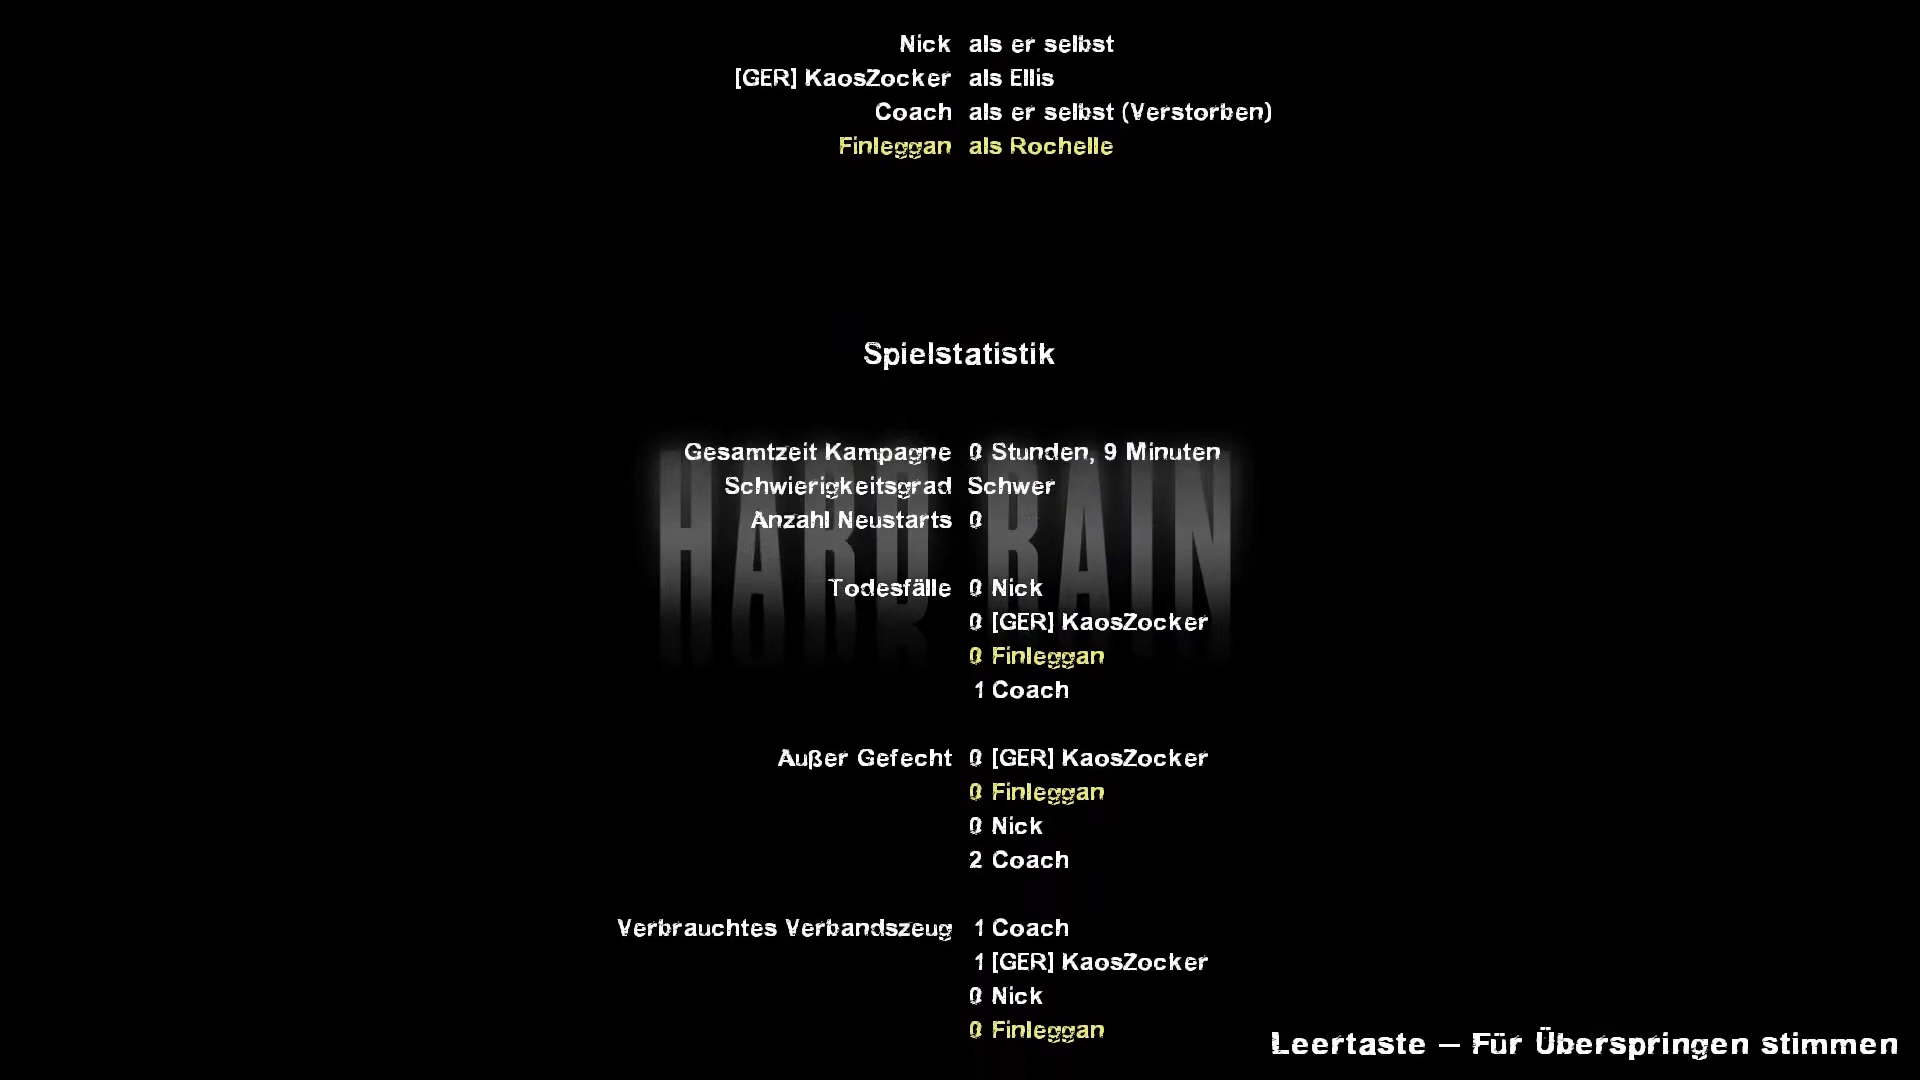 Nick als er selbst
[GER] KaosZocker als Ellis
Coach als er selbst (Verstorben)
Finleggan als Rochelle
Spielstatistik
HARD RAIN
Gesamtzeit Kampagne 0 Stunden, 9 Minuten
Schwierigkeitsgrad Schwer
Anzahl Neustarts 0
Todesfälle 0 Nick
0 [GER] KaosZocker
0 Finleggan
1 Coach
Außer Gefecht 0 [GER] KaosZocker
0 Finleggan
0 Nick
2 Coach
Verbrauchtes Verbandszeug 1 Coach
1 [GER] KaosZocker
0 Nick
0 Finleggan
Leertaste – Für Überspringen stimmen